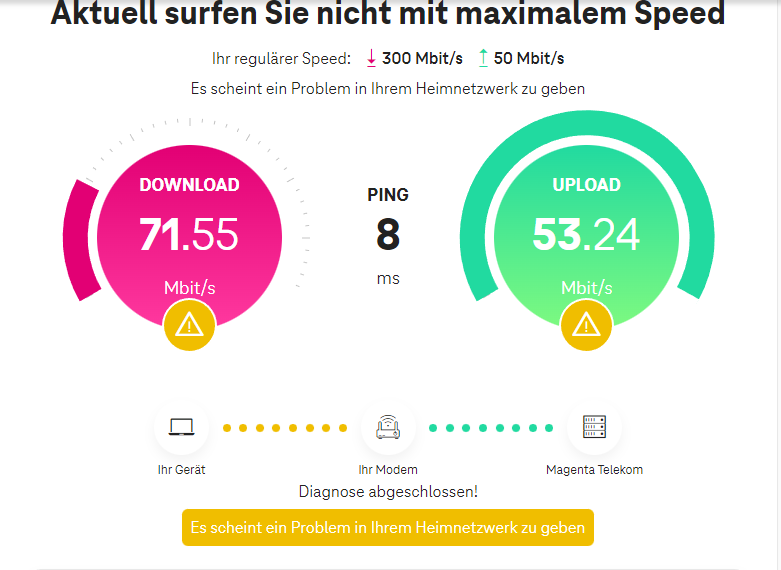 Aktuell surfen Sie nicht mit maximalem Speed
Ihr regulärer Speed: 300 Mbit/s 50 Mbit/s
Es scheint ein Problem in Ihrem Heimnetzwerk zu geben
DOWNLOAD
71.55
Mbit/s
PING
8
ms
UPLOAD
53.24
Mbit/s
Ihr Gerät
Ihr Modem
Magenta Telekom
Diagnose abgeschlossen!
Es scheint ein Problem in Ihrem Heimnetzwerk zu geben